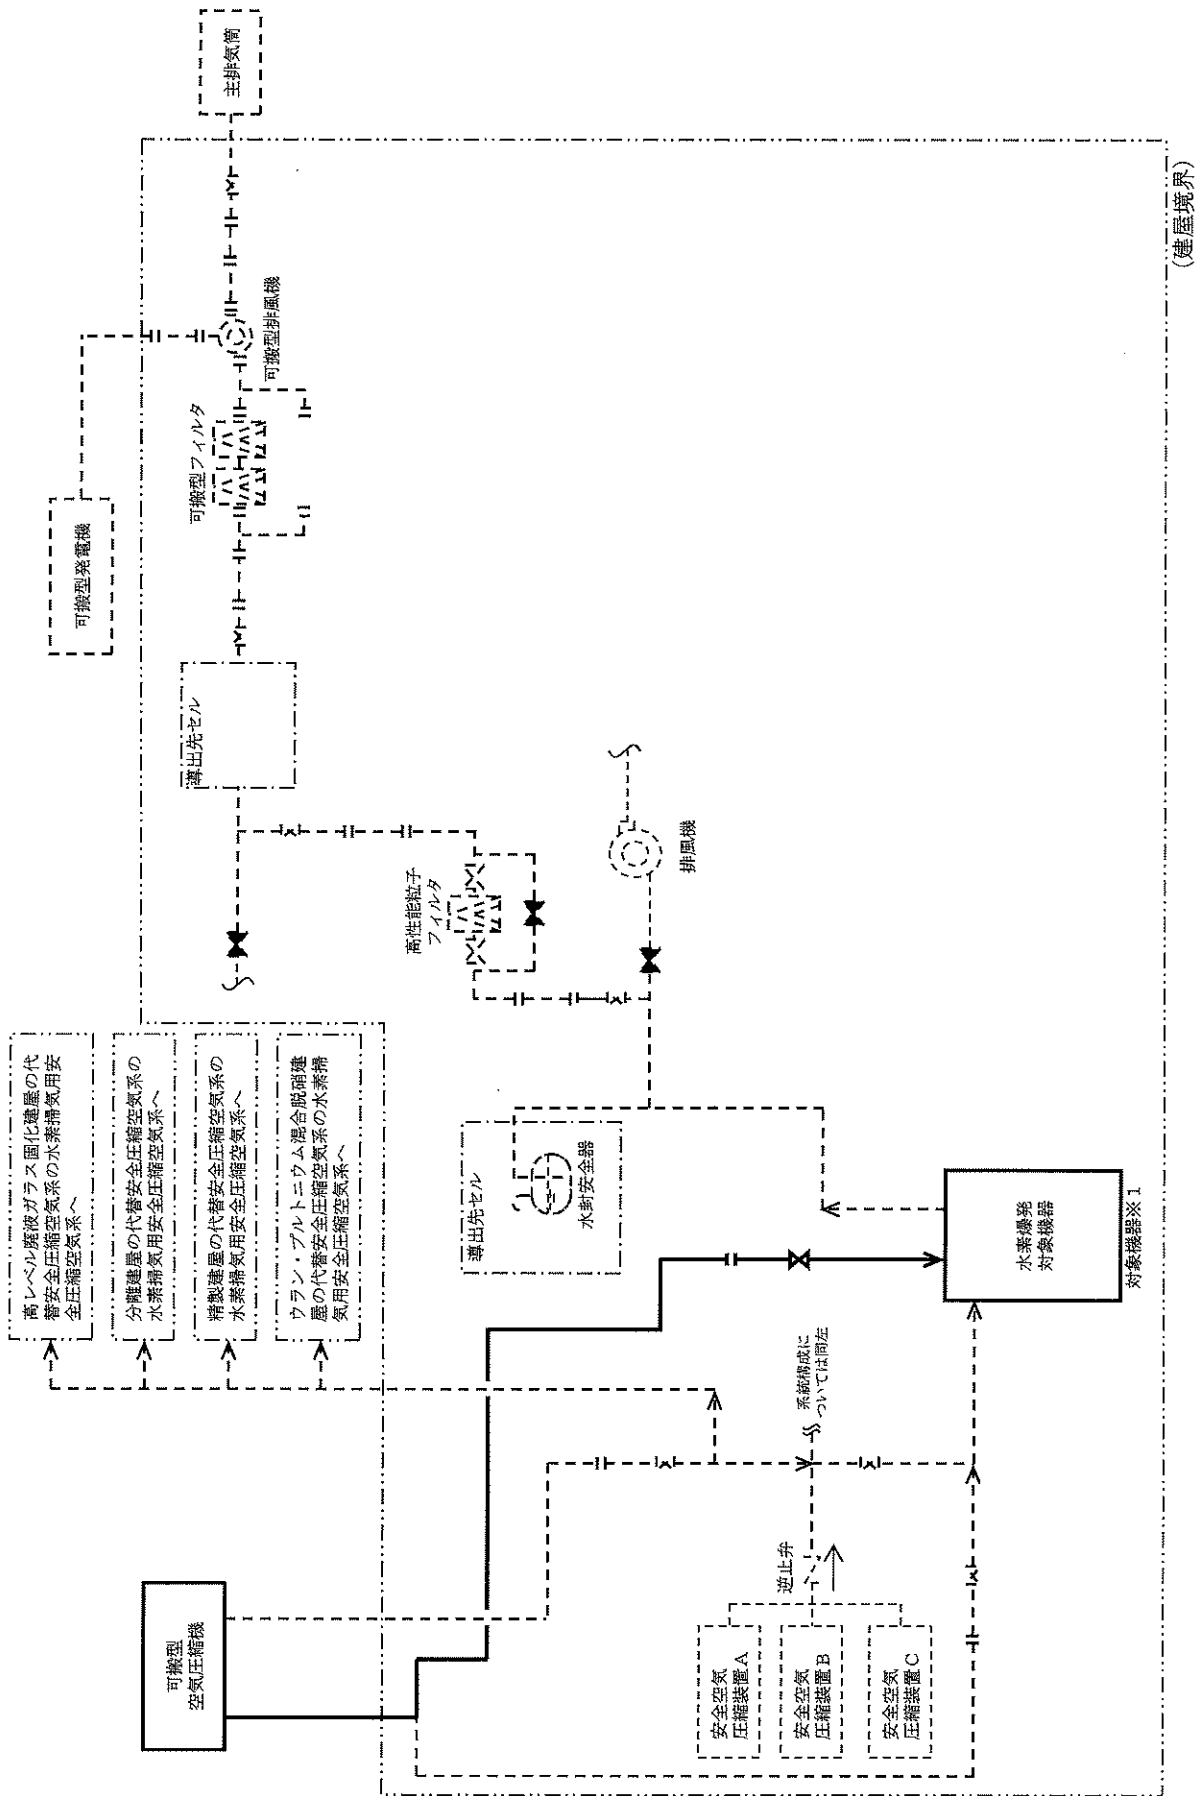 主排気筒
(建屋境界)
可搬型排風機
可搬型フィルタ
可搬型発電機
導出先セル
排風機
高性能粒子
フィルタ
高レベル廃液ガラス固化建屋の代
替安全圧縮空気系の水素掃気用安
全圧縮空気系へ
分離建屋の代替安全圧縮空気系の
水素掃気用安全圧縮空気系へ
精製建屋の代替安全圧縮空気系の
水素掃気用安全圧縮空気系へ
ウラン・プルトニウム混合脱硝建
屋の代替安全圧縮空気系の水素掃
気用安全圧縮空気系へ
導出先セル
水封安全器
水素爆発
対象機器
対象機器※1
系統構成に
ついては同左
逆止弁
可搬型
空気圧縮機
安全空気
圧縮装置A
安全空気
圧縮装置B
安全空気
圧縮装置C